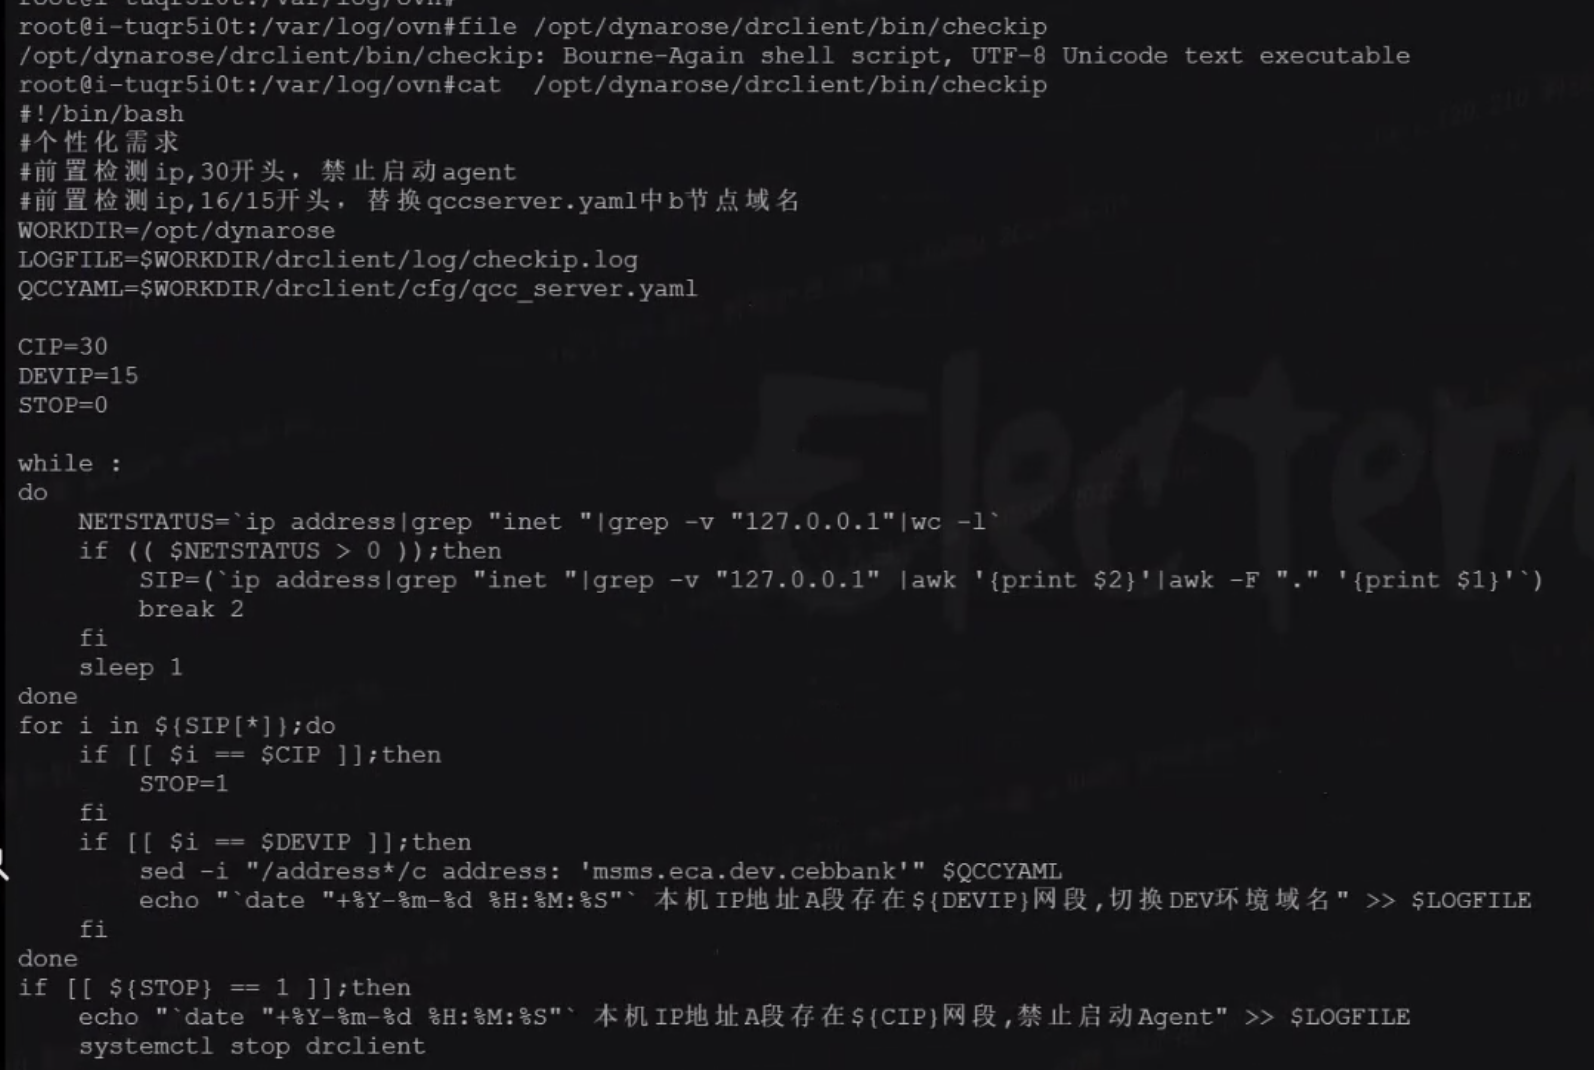 root@i-tuqr5i0t:/var/log/ovn#
root@i-tuqr5i0t:/var/log/ovn#file /opt/dynarose/drclient/bin/checkip
/opt/dynarose/drclient/bin/checkip: Bourne-Again shell script, UTF-8 Unicode text executable
root@i-tuqr5i0t:/var/log/ovn#cat  /opt/dynarose/drclient/bin/checkip
#!/bin/bash
#个性化需求
#前置检测ip,30开头，禁止启动agent
#前置检测ip,16/15开头，替换qccserver.yaml中b节点域名
WORKDIR=/opt/dynarose
LOGFILE=$WORKDIR/drclient/log/checkip.log
QCCYAML=$WORKDIR/drclient/cfg/qcc_server.yaml
CIP=30
DEVIP=15
STOP=0
while :
do
    NETSTATUS=`ip address|grep "inet "|grep -v "127.0.0.1"|wc -l`
    if (( $NETSTATUS > 0 ));then
        SIP=(`ip address|grep "inet "|grep -v "127.0.0.1" |awk '{print $2}'|awk -F "." '{print $1}'`)
        break 2
    fi
    sleep 1
done
for i in ${SIP[*]};do
    if [[ $i == $CIP ]];then
        STOP=1
    fi
    if [[ $i == $DEVIP ]];then
        sed -i "/address*/c address: 'msms.eca.dev.cebbank'" $QCCYAML
        echo "`date "+%Y-%m-%d %H:%M:%S"` 本机IP地址A段存在${DEVIP}网段,切换DEV环境域名" >> $LOGFILE
    fi
done
if [[ ${STOP} == 1 ]];then
    echo "`date "+%Y-%m-%d %H:%M:%S"` 本机IP地址A段存在${CIP}网段,禁止启动Agent" >> $LOGFILE
    systemctl stop drclient